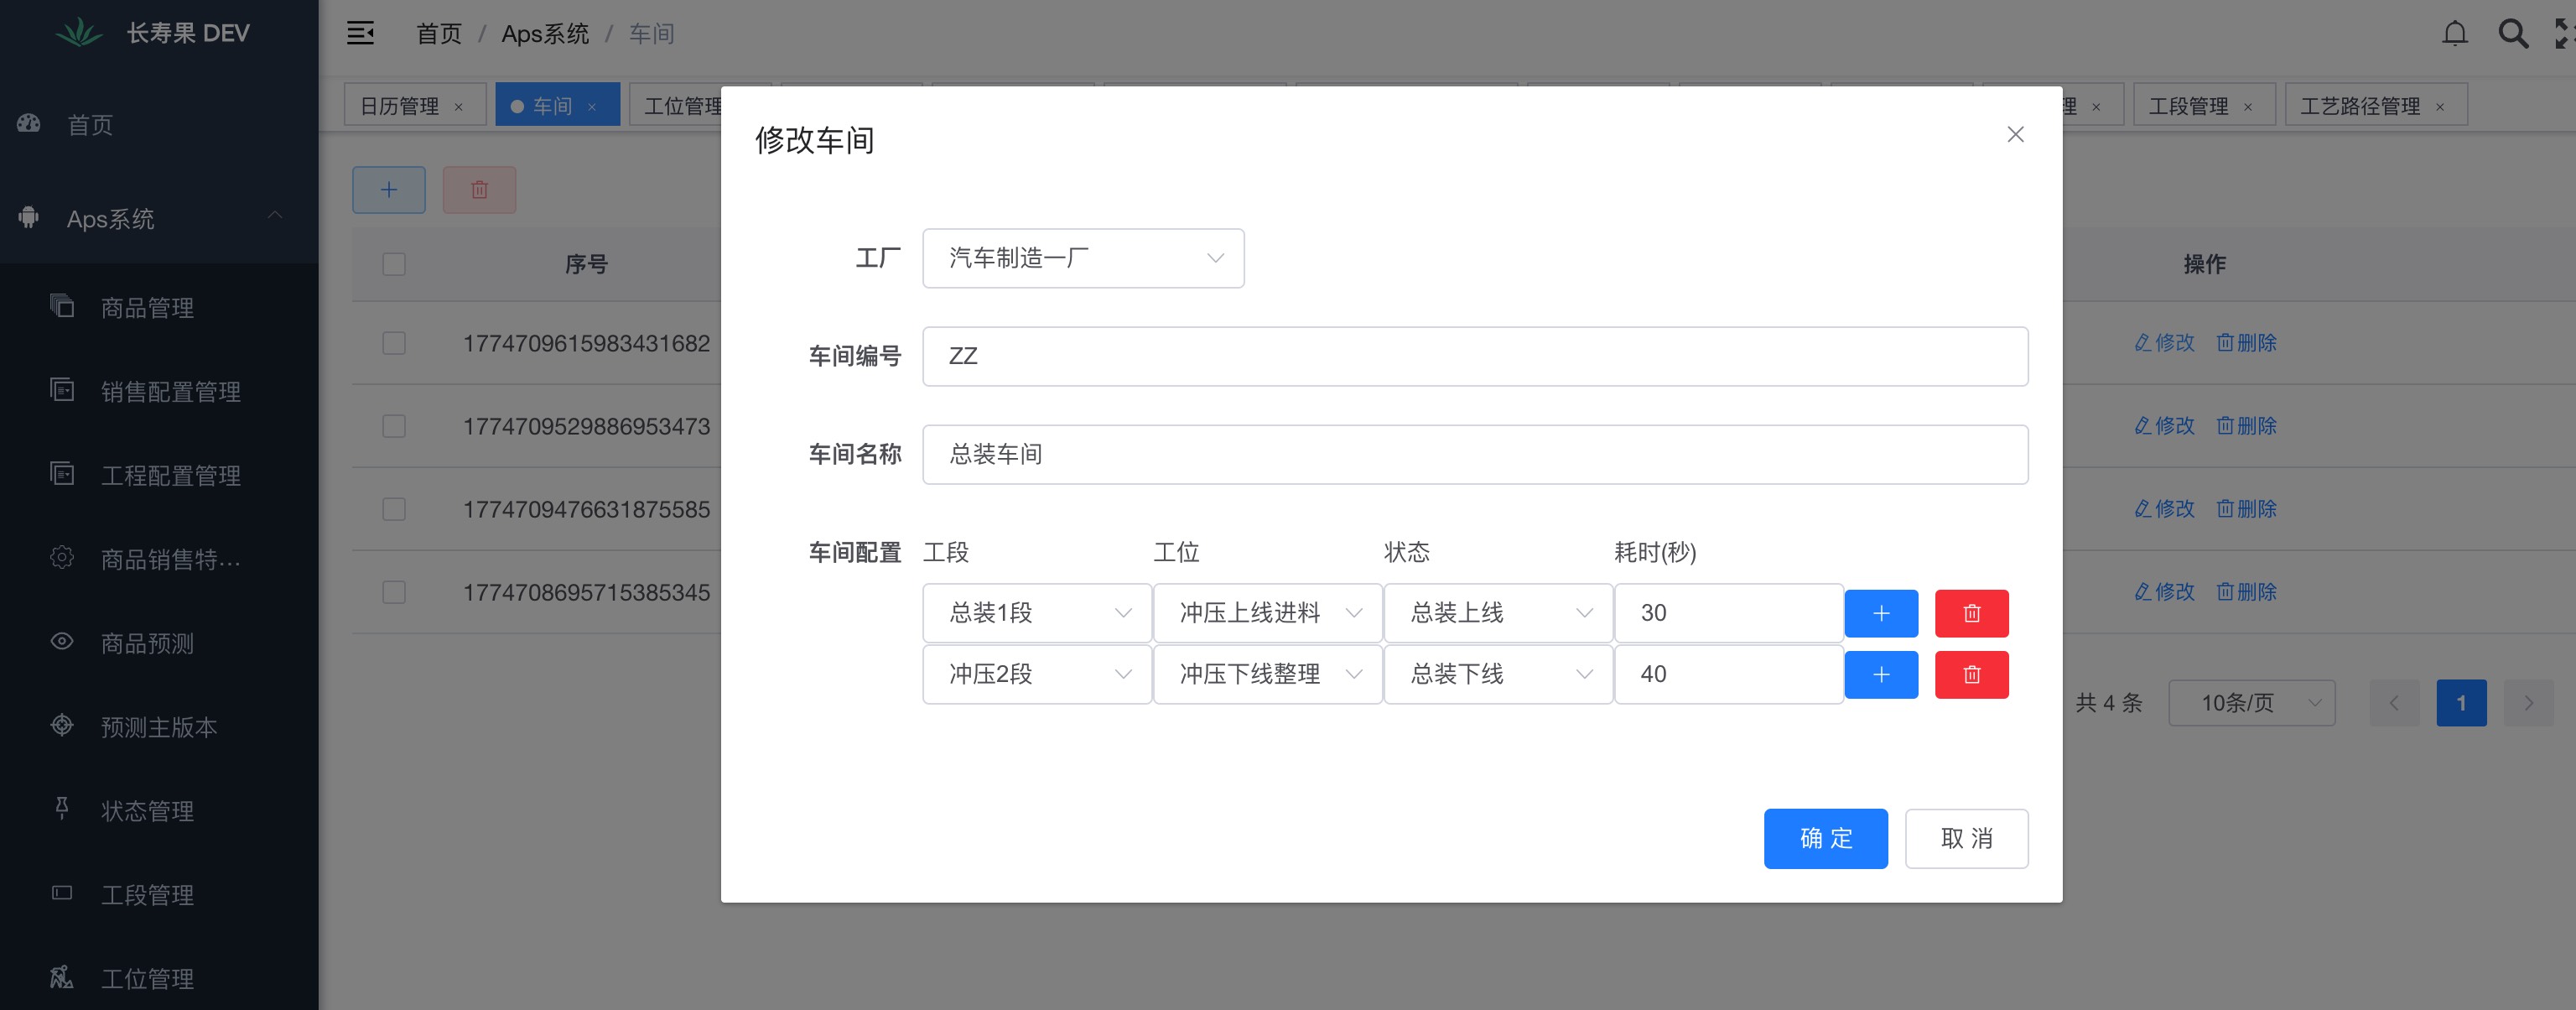 长寿果 DEV
首页 / Aps系统 / 车间
日历管理 × 车间 × 工位管理 理 × 工段管理 × 工艺路径管理 ×
首页
Aps系统
商品管理
销售配置管理
工程配置管理
商品销售特...
商品预测
预测主版本
状态管理
工段管理
工位管理
序号 操作
1774709615983431682 修改 删除
1774709529886953473 修改 删除
1774709476631875585 修改 删除
1774708695715385345 修改 删除
共 4 条 10条/页 1
修改车间
工厂 汽车制造一厂
车间编号 ZZ
车间名称 总装车间
车间配置 工段 工位 状态 耗时(秒)
总装1段 冲压上线进料 总装上线 30
冲压2段 冲压下线整理 总装下线 40
确 定 取 消